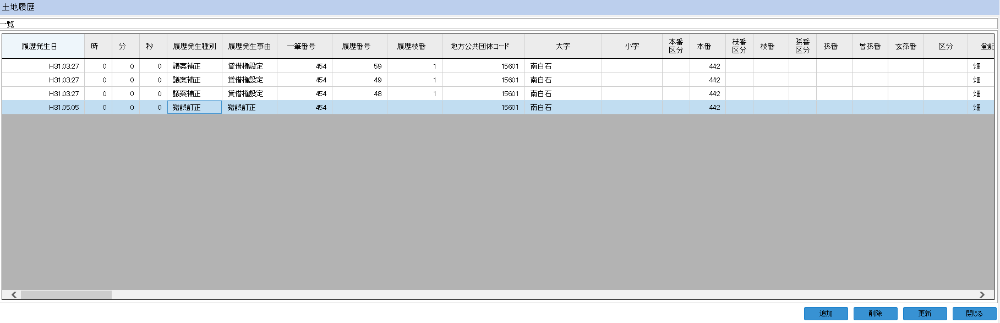 土地履歴
一覧
履歴発生日 時 分 秒 履歴発生種別 履歴発生事由 一筆番号 履歴番号 履歴枝番 地方公共団体コード 大字 小字 本番区分 本番 枝番区分 枝番 孫番区分 孫番 曽孫番 玄孫番 区分 登記
H31.03.27 0 0 0 議案補正 貸借権設定 454 59 1 15601 南白石 442 畑
H31.03.27 0 0 0 議案補正 貸借権設定 454 49 1 15601 南白石 442 畑
H31.03.27 0 0 0 議案補正 貸借権設定 454 48 1 15601 南白石 442 畑
H31.05.05 0 0 0 錯誤訂正 錯誤訂正 454 15601 南白石 442 畑
追加 削除 更新 閉じる